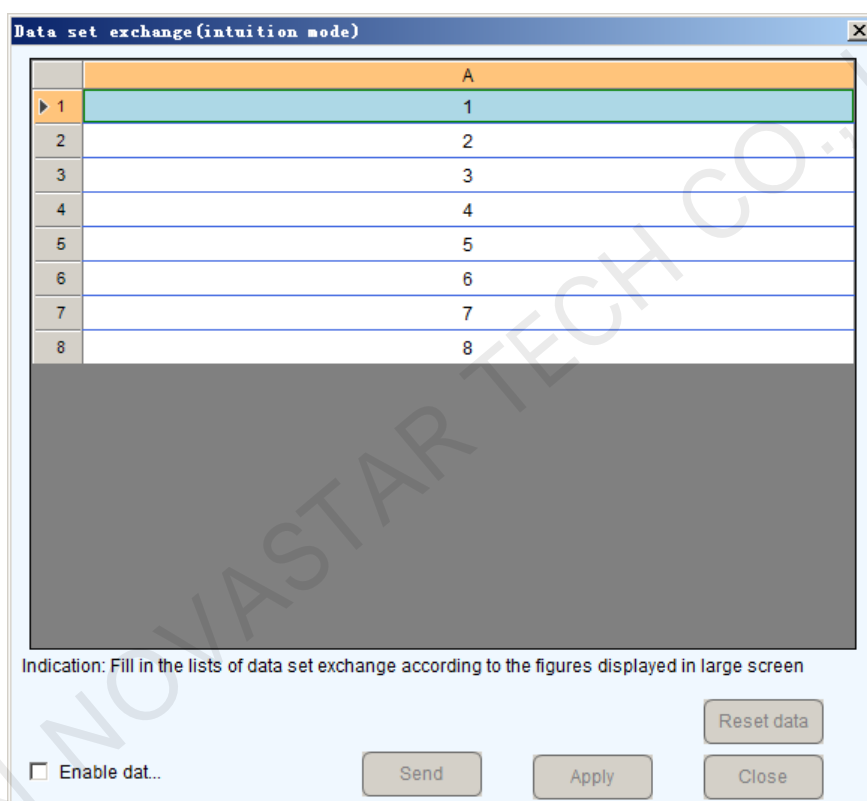 Data set exchange(intuition mode)
A
1 1
2 2
3 3
4 4
5 5
6 6
7 7
8 8
NOVASTAR TECH CO.,
Indication: Fill in the lists of data set exchange according to the figures displayed in large screen
Reset data
Enable dat... Send Apply Close